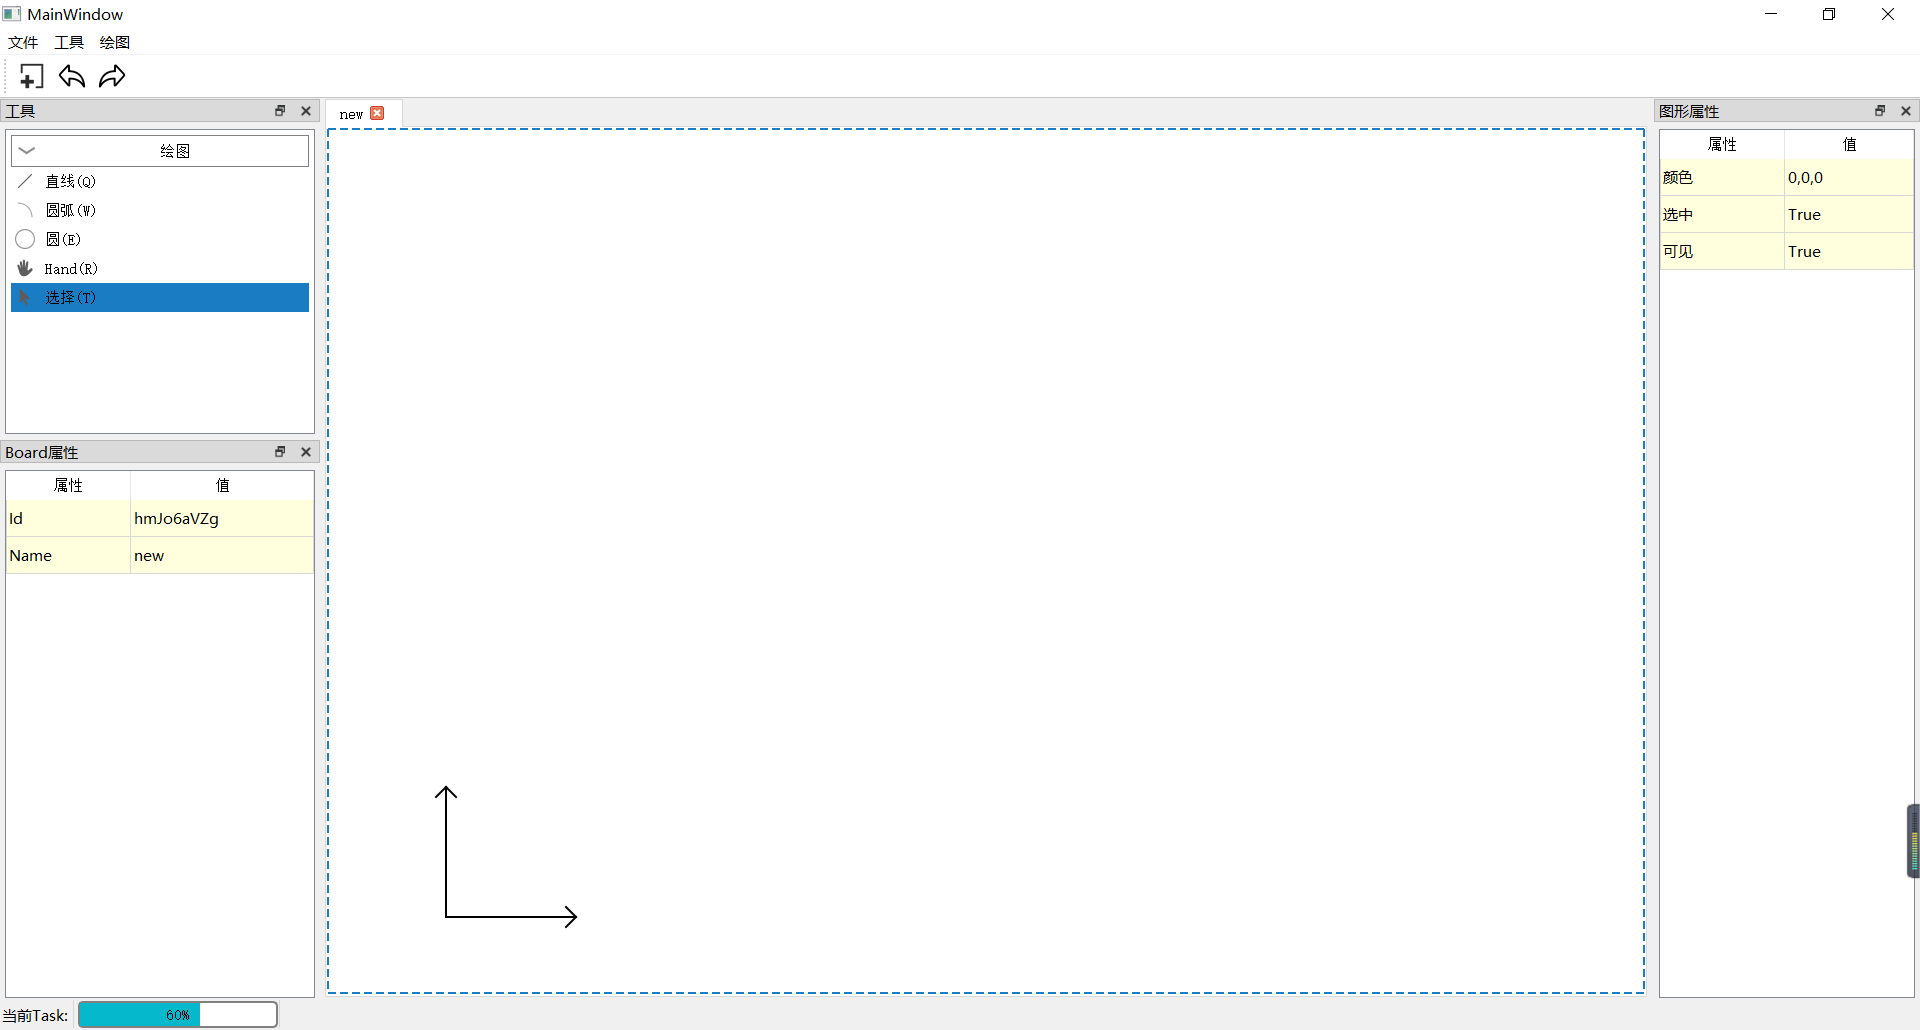 MainWindow
文件 工具 绘图
工具
绘图
直线(Q)
圆弧(W)
圆(E)
Hand(R)
选择(T)
Board属性
属性 值
Id hmJo6aVZg
Name new
new
图形属性
属性 值
颜色 0,0,0
选中 True
可见 True
当前Task: 60%